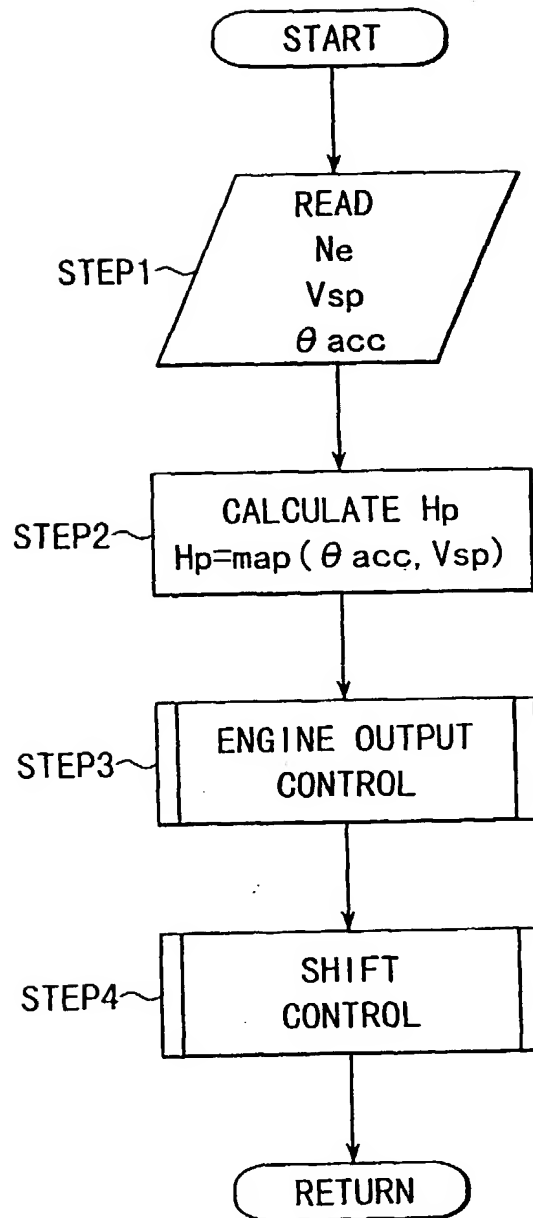 START
STEP1
READ
Ne
Vsp
θ acc
STEP2
CALCULATE Hp
Hp=map(θ acc, Vsp)
STEP3
ENGINE OUTPUT
CONTROL
STEP4
SHIFT
CONTROL
RETURN